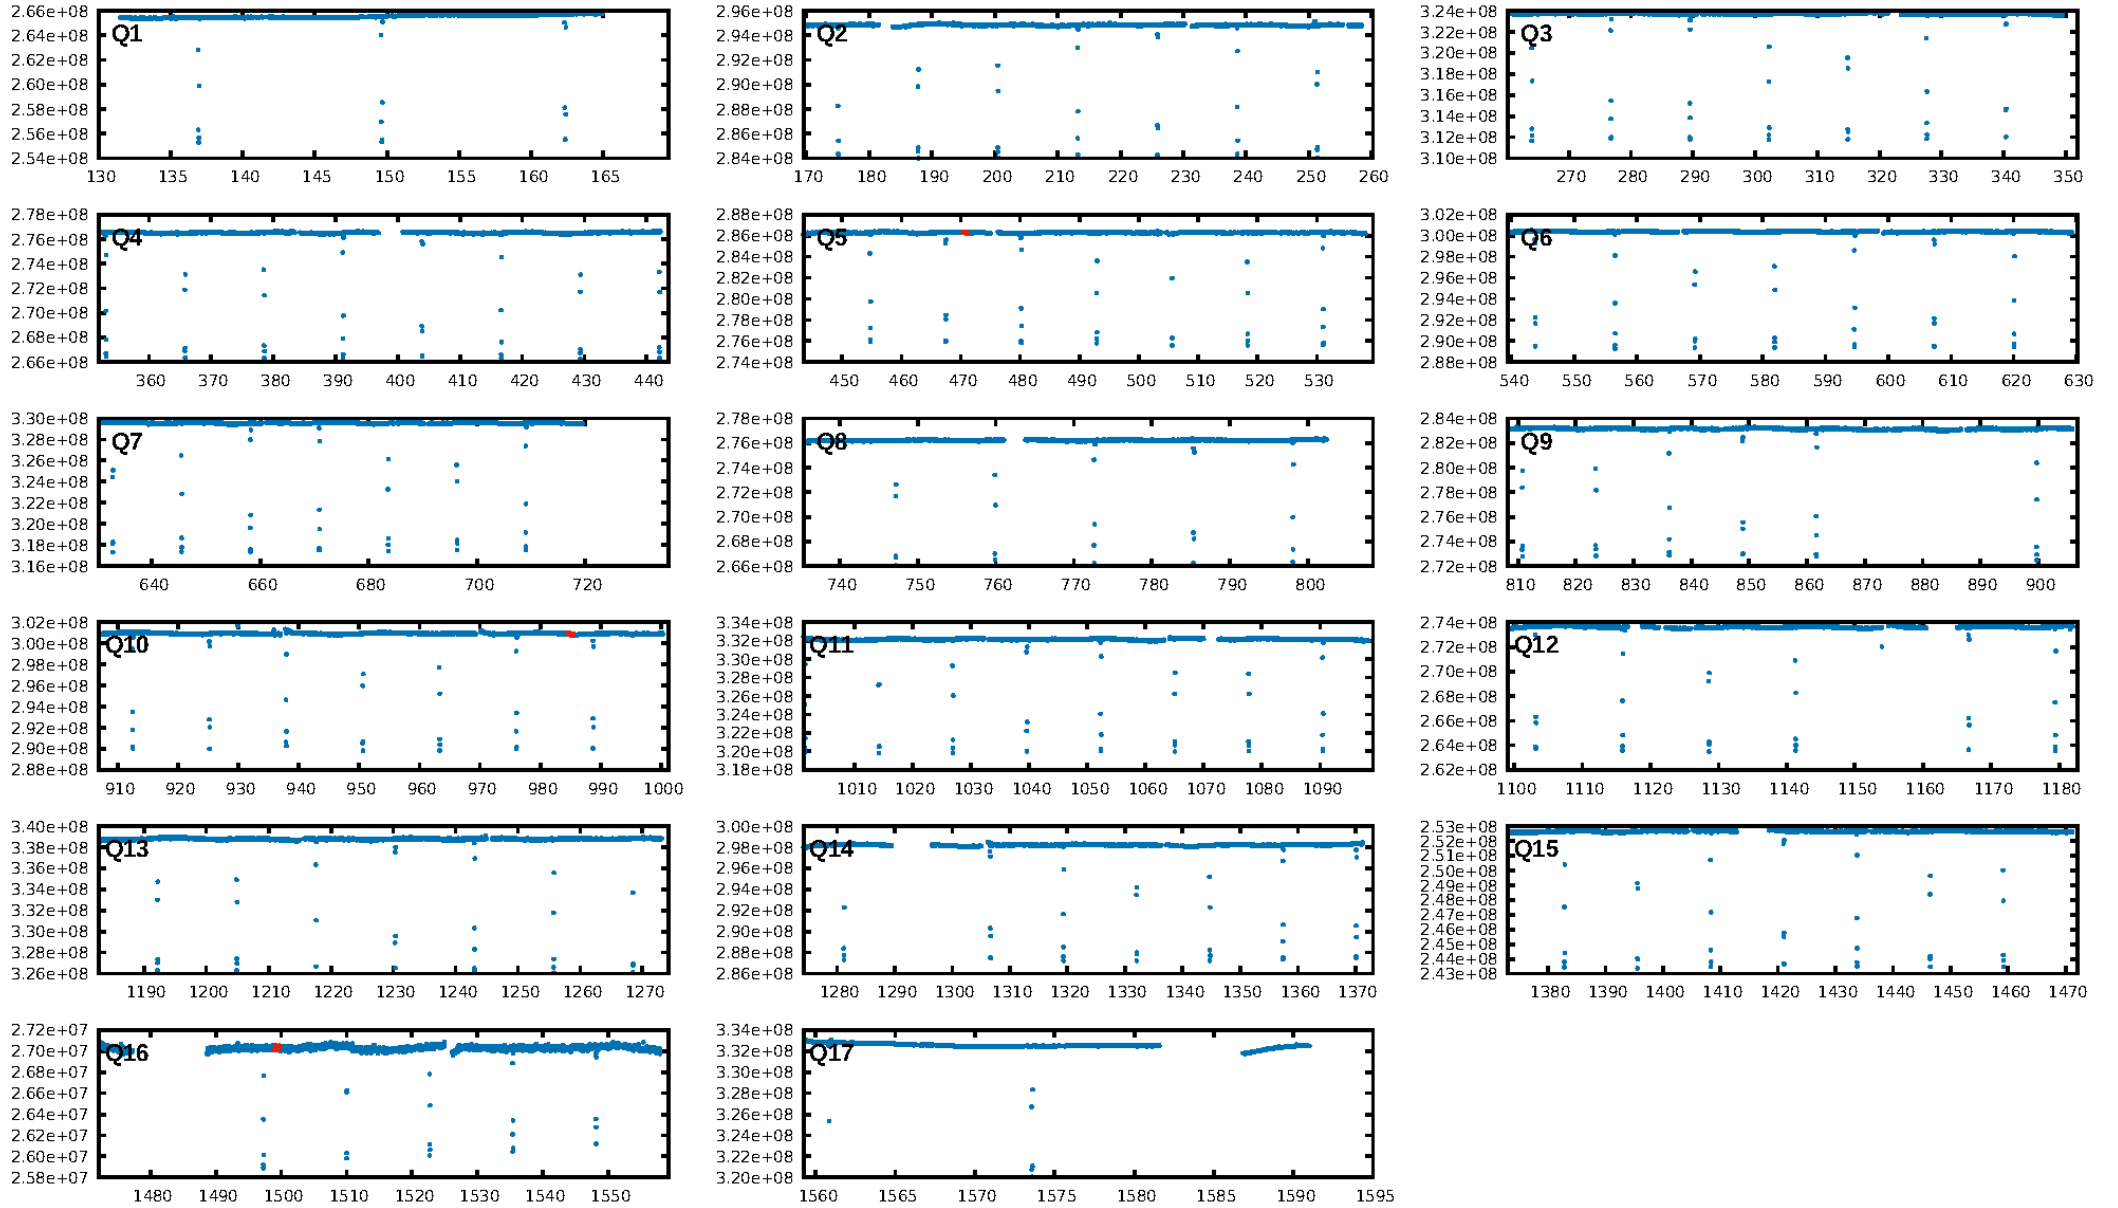 2.66e+08
2.64e+08
2.62e+08
2.60e+08
2.58e+08
2.56e+08
2.54e+08
Q1
130 135 140 145 150 155 160 165
2.96e+08
2.94e+08
2.92e+08
2.90e+08
2.88e+08
2.86e+08
2.84e+08
Q2
170 180 190 200 210 220 230 240 250 260
3.24e+08
3.22e+08
3.20e+08
3.18e+08
3.16e+08
3.14e+08
3.12e+08
3.10e+08
Q3
270 280 290 300 310 320 330 340 350
2.78e+08
2.76e+08
2.74e+08
2.72e+08
2.70e+08
2.68e+08
2.66e+08
Q4
360 370 380 390 400 410 420 430 440
2.88e+08
2.86e+08
2.84e+08
2.82e+08
2.80e+08
2.78e+08
2.76e+08
2.74e+08
Q5
450 460 470 480 490 500 510 520 530
3.02e+08
3.00e+08
2.98e+08
2.96e+08
2.94e+08
2.92e+08
2.90e+08
2.88e+08
Q6
540 550 560 570 580 590 600 610 620 630
3.30e+08
3.28e+08
3.26e+08
3.24e+08
3.22e+08
3.20e+08
3.18e+08
3.16e+08
Q7
640 660 680 700 720
2.78e+08
2.76e+08
2.74e+08
2.72e+08
2.70e+08
2.68e+08
2.66e+08
Q8
740 750 760 770 780 790 800
2.84e+08
2.82e+08
2.80e+08
2.78e+08
2.76e+08
2.74e+08
2.72e+08
Q9
810 820 830 840 850 860 870 880 890 900
3.02e+08
3.00e+08
2.98e+08
2.96e+08
2.94e+08
2.92e+08
2.90e+08
2.88e+08
Q10
910 920 930 940 950 960 970 980 990 1000
3.34e+08
3.32e+08
3.30e+08
3.28e+08
3.26e+08
3.24e+08
3.22e+08
3.20e+08
3.18e+08
Q11
1010 1020 1030 1040 1050 1060 1070 1080 1090
2.74e+08
2.72e+08
2.70e+08
2.68e+08
2.66e+08
2.64e+08
2.62e+08
Q12
1100 1110 1120 1130 1140 1150 1160 1170 1180
3.40e+08
3.38e+08
3.36e+08
3.34e+08
3.32e+08
3.30e+08
3.28e+08
3.26e+08
Q13
1190 1200 1210 1220 1230 1240 1250 1260 1270
3.00e+08
2.98e+08
2.96e+08
2.94e+08
2.92e+08
2.90e+08
2.88e+08
2.86e+08
Q14
1280 1290 1300 1310 1320 1330 1340 1350 1360 1370
2.53e+08
2.52e+08
2.51e+08
2.50e+08
2.49e+08
2.48e+08
2.47e+08
2.46e+08
2.45e+08
2.44e+08
2.43e+08
Q15
1380 1390 1400 1410 1420 1430 1440 1450 1460 1470
2.72e+07
2.70e+07
2.68e+07
2.66e+07
2.64e+07
2.62e+07
2.60e+07
2.58e+07
Q16
1480 1490 1500 1510 1520 1530 1540 1550
3.34e+08
3.32e+08
3.30e+08
3.28e+08
3.26e+08
3.24e+08
3.22e+08
3.20e+08
Q17
1560 1565 1570 1575 1580 1585 1590 1595